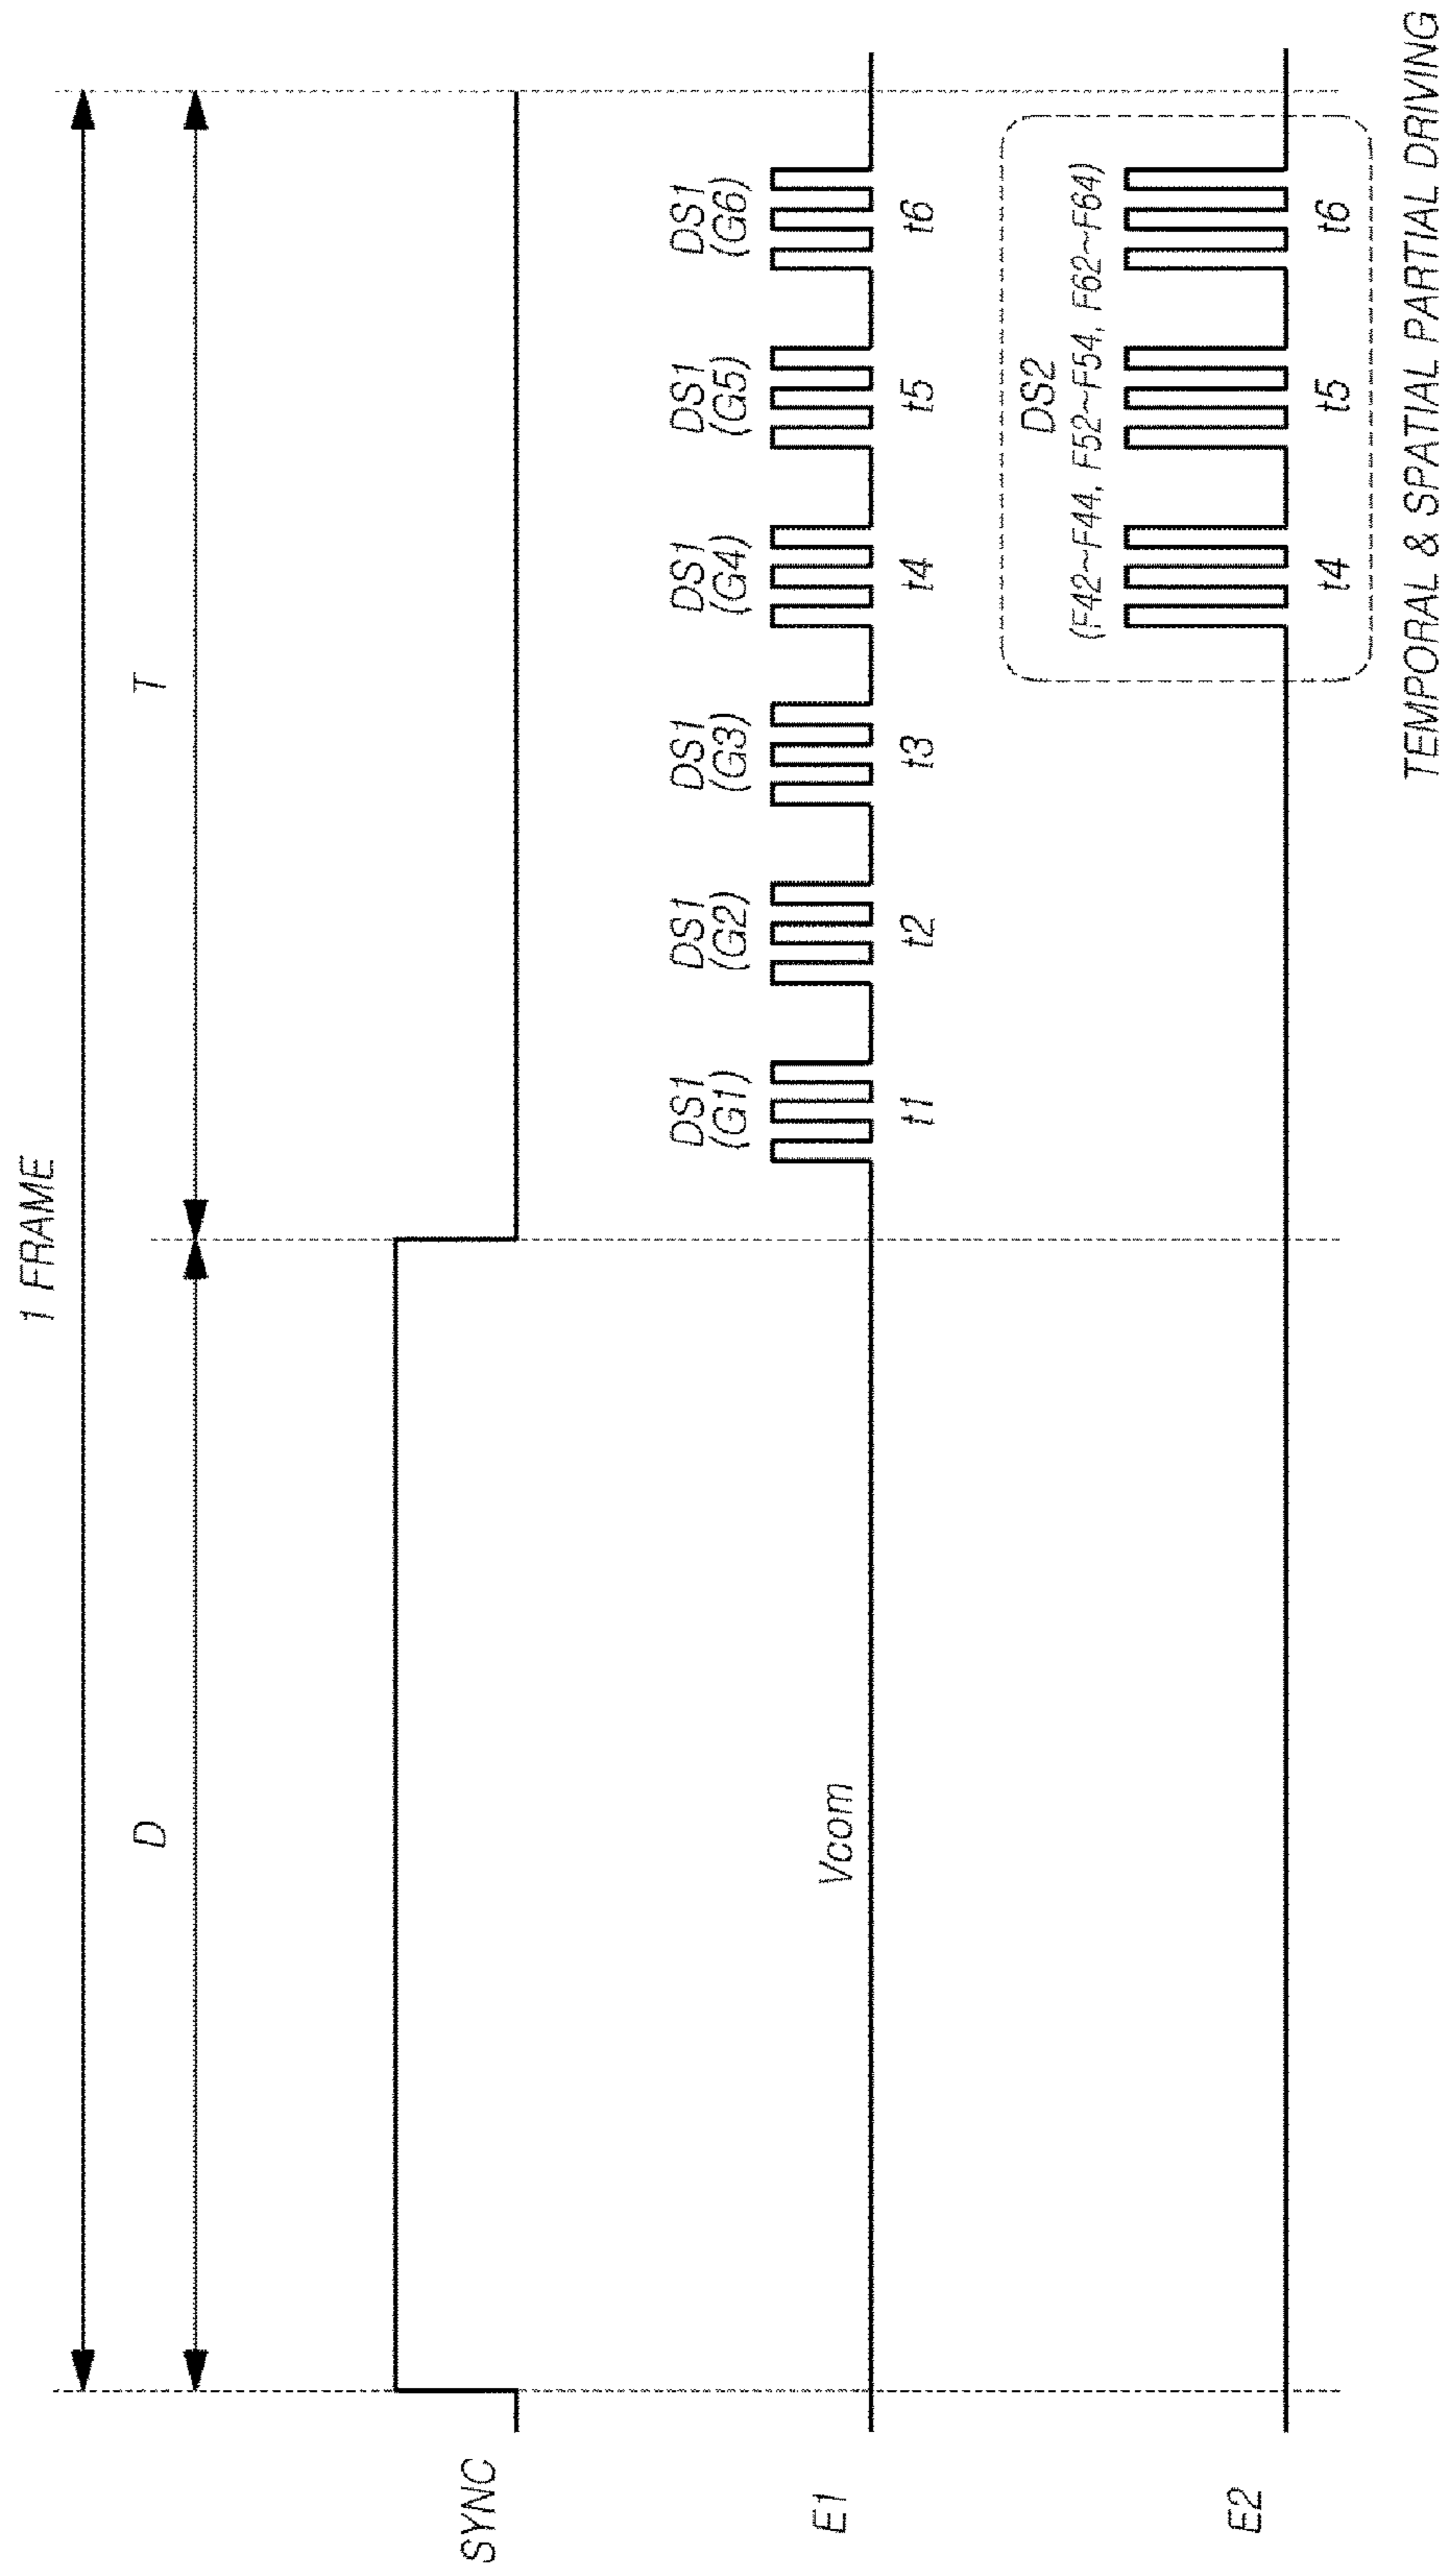 1 FRAME
D
T
SYNC
E1
Vcom
DS1
(G1)
DS1
(G2)
DS1
(G3)
DS1
(G4)
DS1
(G5)
DS1
(G6)
t1
t2
t3
t4
t5
t6
E2
DS2
(F42~F44, F52~F54, F62~F64)
t4
t5
t6
TEMPORAL & SPATIAL PARTIAL DRIVING